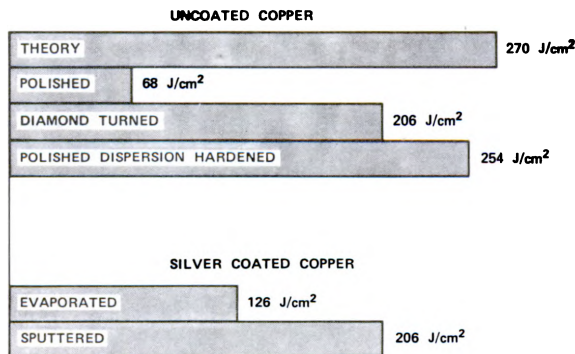 UNCOATED COPPER
THEORY 270 J/cm²
POLISHED 68 J/cm²
DIAMOND TURNED 206 J/cm²
POLISHED DISPERSION HARDENED 254 J/cm²
SILVER COATED COPPER
EVAPORATED 126 J/cm²
SPUTTERED 206 J/cm²